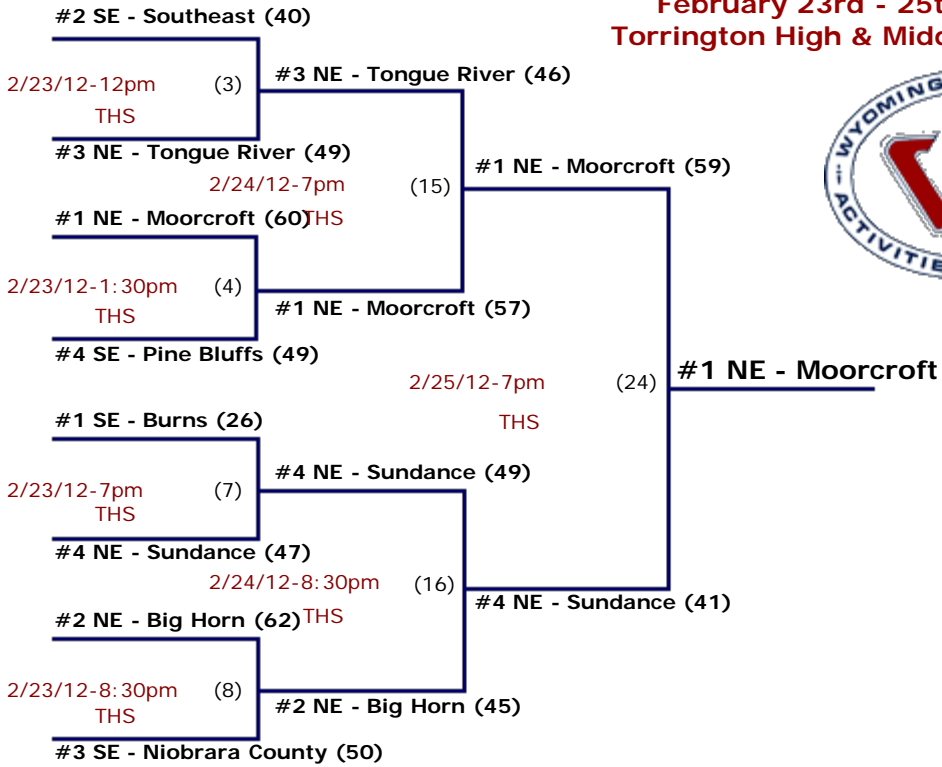 February 23rd - 25t
Torrington High & Midd
WYOMING
ACTIVITIE
#2 SE - Southeast (40)
2/23/12-12pm (3)
THS
#3 NE - Tongue River (49)
#3 NE - Tongue River (46)
2/24/12-7pm (15)
THS
#1 NE - Moorcroft (60)
2/23/12-1:30pm (4)
THS
#4 SE - Pine Bluffs (49)
#1 NE - Moorcroft (57)
#1 NE - Moorcroft (59)
2/25/12-7pm (24)
THS
#1 NE - Moorcroft
#1 SE - Burns (26)
2/23/12-7pm (7)
THS
#4 NE - Sundance (47)
#4 NE - Sundance (49)
2/24/12-8:30pm (16)
THS
#4 NE - Sundance (41)
#2 NE - Big Horn (62)
2/23/12-8:30pm (8)
THS
#3 SE - Niobrara County (50)
#2 NE - Big Horn (45)